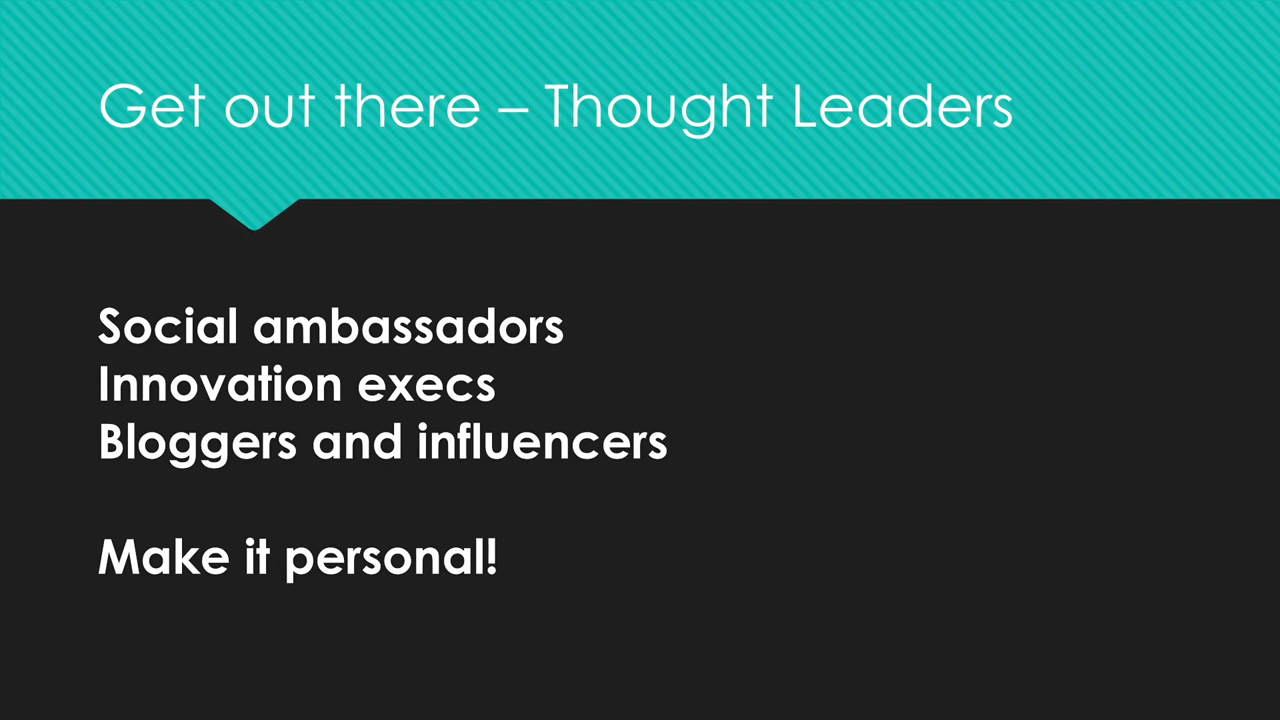 Get out there – Thought Leaders
Social ambassadors
Innovation execs
Bloggers and influencers
Make it personal!